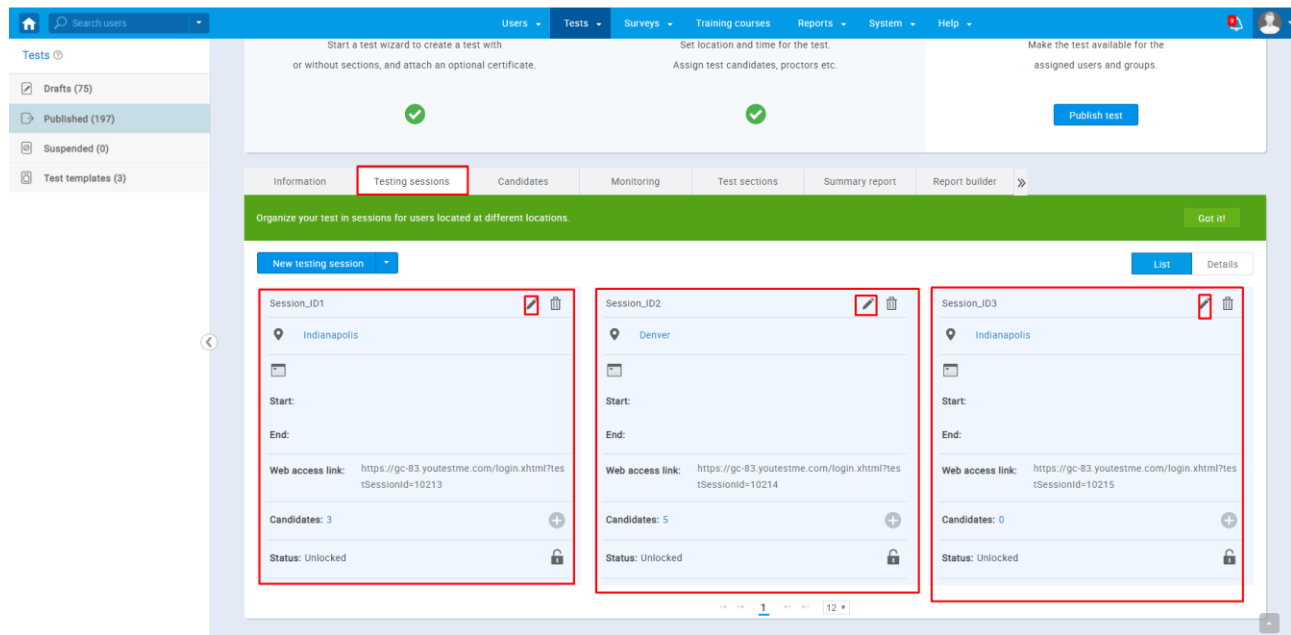 Search users
Users
Tests
Surveys
Training courses
Reports
System
Help
Tests
Drafts (75)
Published (197)
Suspended (0)
Test templates (3)
Start a test wizard to create a test with
or without sections, and attach an optional certificate.
Set location and time for the test.
Assign test candidates, proctors etc.
Make the test available for the
assigned users and groups.
Publish test
Information
Testing sessions
Candidates
Monitoring
Test sections
Summary report
Report builder
Organize your test in sessions for users located at different locations.
Got it!
New testing session
List
Details
Session_ID1
Indianapolis
Start:
End:
Web access link: https://gc-83.youtestme.com/login.xhtml?tes
tSessionId=10213
Candidates: 3
Status: Unlocked
Session_ID2
Denver
Start:
End:
Web access link: https://gc-83.youtestme.com/login.xhtml?tes
tSessionId=10214
Candidates: 5
Status: Unlocked
Session_ID3
Indianapolis
Start:
End:
Web access link: https://gc-83.youtestme.com/login.xhtml?tes
tSessionId=10215
Candidates: 0
Status: Unlocked
1
12